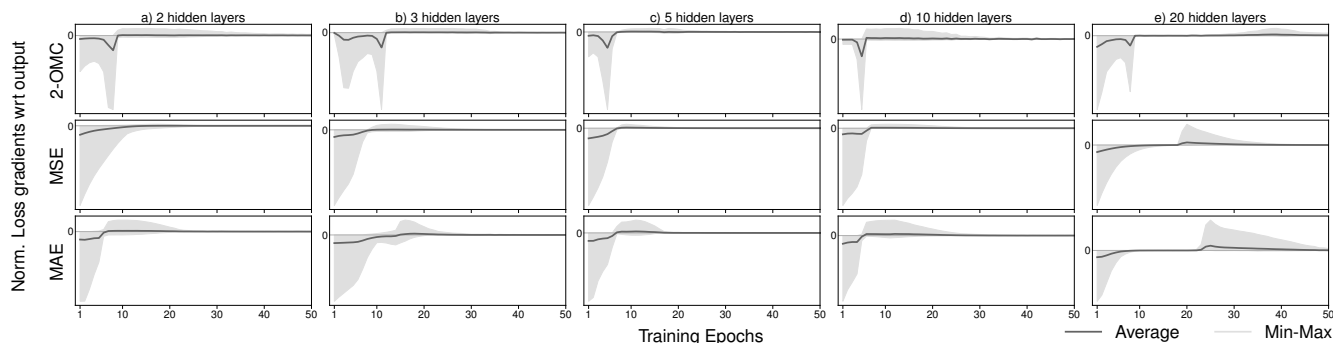 a) 2 hidden layers b) 3 hidden layers c) 5 hidden layers d) 10 hidden layers e) 20 hidden layers
Norm. Loss gradients wrt output
2-OMC
0 0 0 0 0
MSE
0 0 0 0 0
MAE
0 0 0 0 0
1 10 20 30 40 50 1 10 20 30 40 50 1 10 20 30 40 50 1 10 20 30 40 50 1 10 20 30 40 50
Training Epochs
Average Min-Max